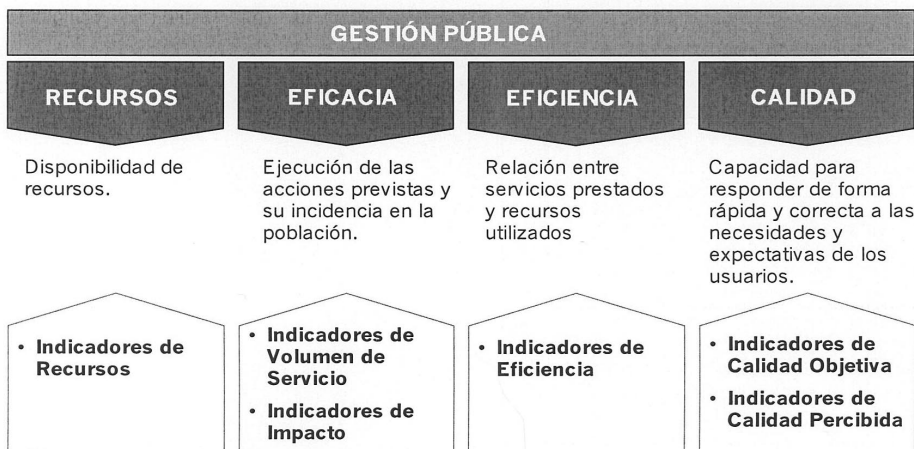 GESTIÓN PÚBLICA
RECURSOS
EFICACIA
EFICIENCIA
CALIDAD
Disponibilidad de
recursos.
Ejecución de las
acciones previstas y
su incidencia en la
población.
Relación entre
servicios prestados
y recursos
utilizados
Capacidad para
responder de forma
rápida y correcta a las
necesidades y
expectativas de los
usuarios.
• Indicadores de
Recursos
• Indicadores de
Volumen de
Servicio
• Indicadores de
Impacto
• Indicadores de
Eficiencia
• Indicadores de
Calidad Objetiva
• Indicadores de
Calidad Percibida